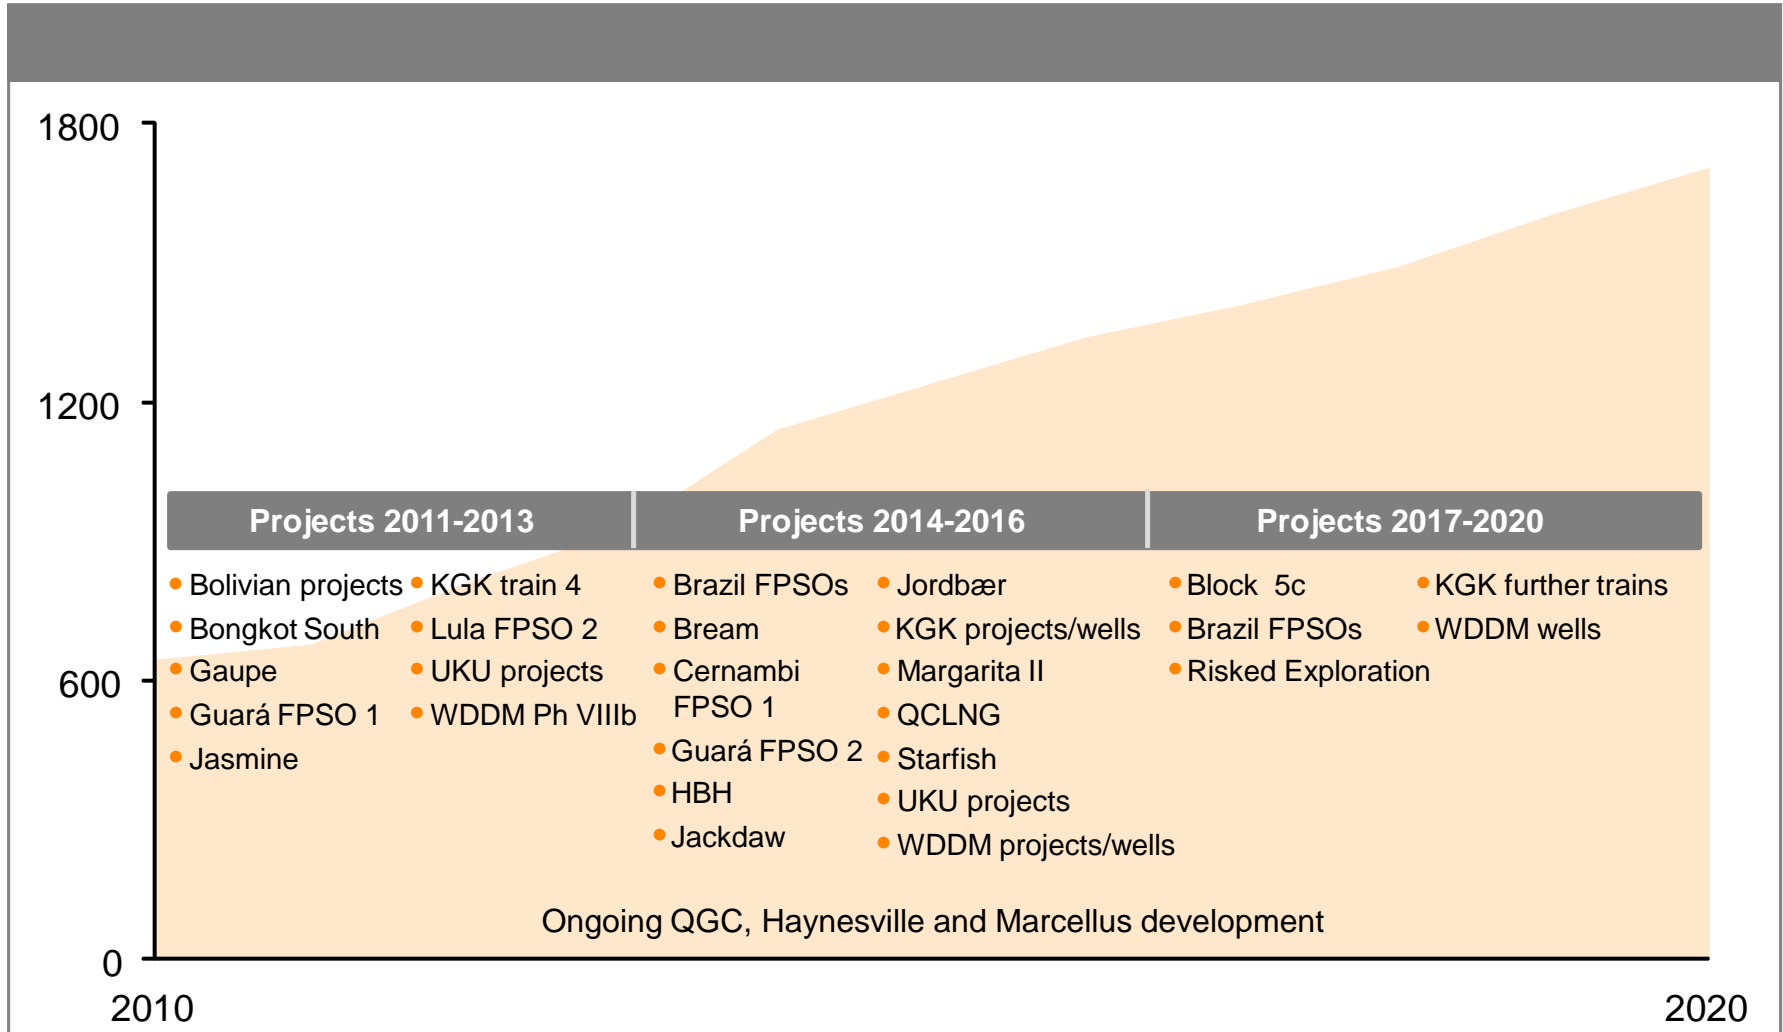 1800
1200
600
0
Projects 2011-2013
Bolivian projects
Bongkot South
Gaupe
Guará FPSO 1
Jasmine
KGK train 4
Lula FPSO 2
UKU projects
WDDM Ph VIIIb
Projects 2014-2016
Brazil FPSOs
Bream
Cernambi
FPSO 1
Guará FPSO 2
HBH
Jackdaw
Jordbær
KGK projects/wells
Margarita II
QCLNG
Starfish
UKU projects
WDDM projects/wells
Projects 2017-2020
Block 5c
Brazil FPSOs
Risked Exploration
KGK further trains
WDDM wells
Ongoing QGC, Haynesville and Marcellus development
2010
2020